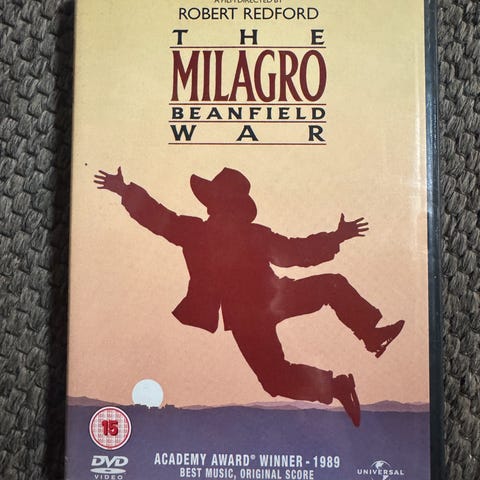 A FILM DIRECTED BY
ROBERT REDFORD
THE
MILAGRO
BEANFIELD
WAR
15
DVD
VIDEO
ACADEMY AWARD® WINNER - 1989
BEST MUSIC, ORIGINAL SCORE
UNIVERSAL